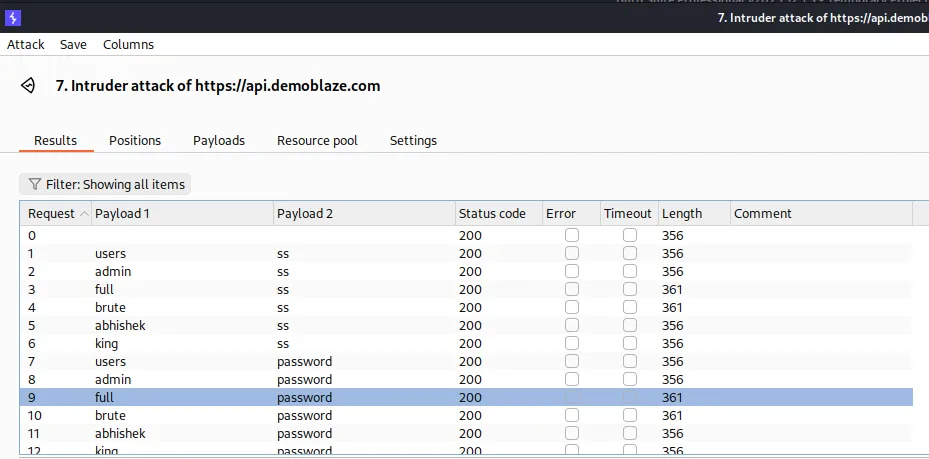 7. Intruder attack of https://api.demobl
Attack Save Columns
7. Intruder attack of https://api.demoblaze.com
Results Positions Payloads Resource pool Settings
Filter: Showing all items
Request Payload 1 Payload 2 Status code Error Timeout Length Comment
0 200 356
1 users ss 200 356
2 admin ss 200 356
3 full ss 200 361
4 brute ss 200 361
5 abhishek ss 200 356
6 king ss 200 356
7 users password 200 356
8 admin password 200 356
9 full password 200 361
10 brute password 200 361
11 abhishek password 200 356
12 king password 200 356